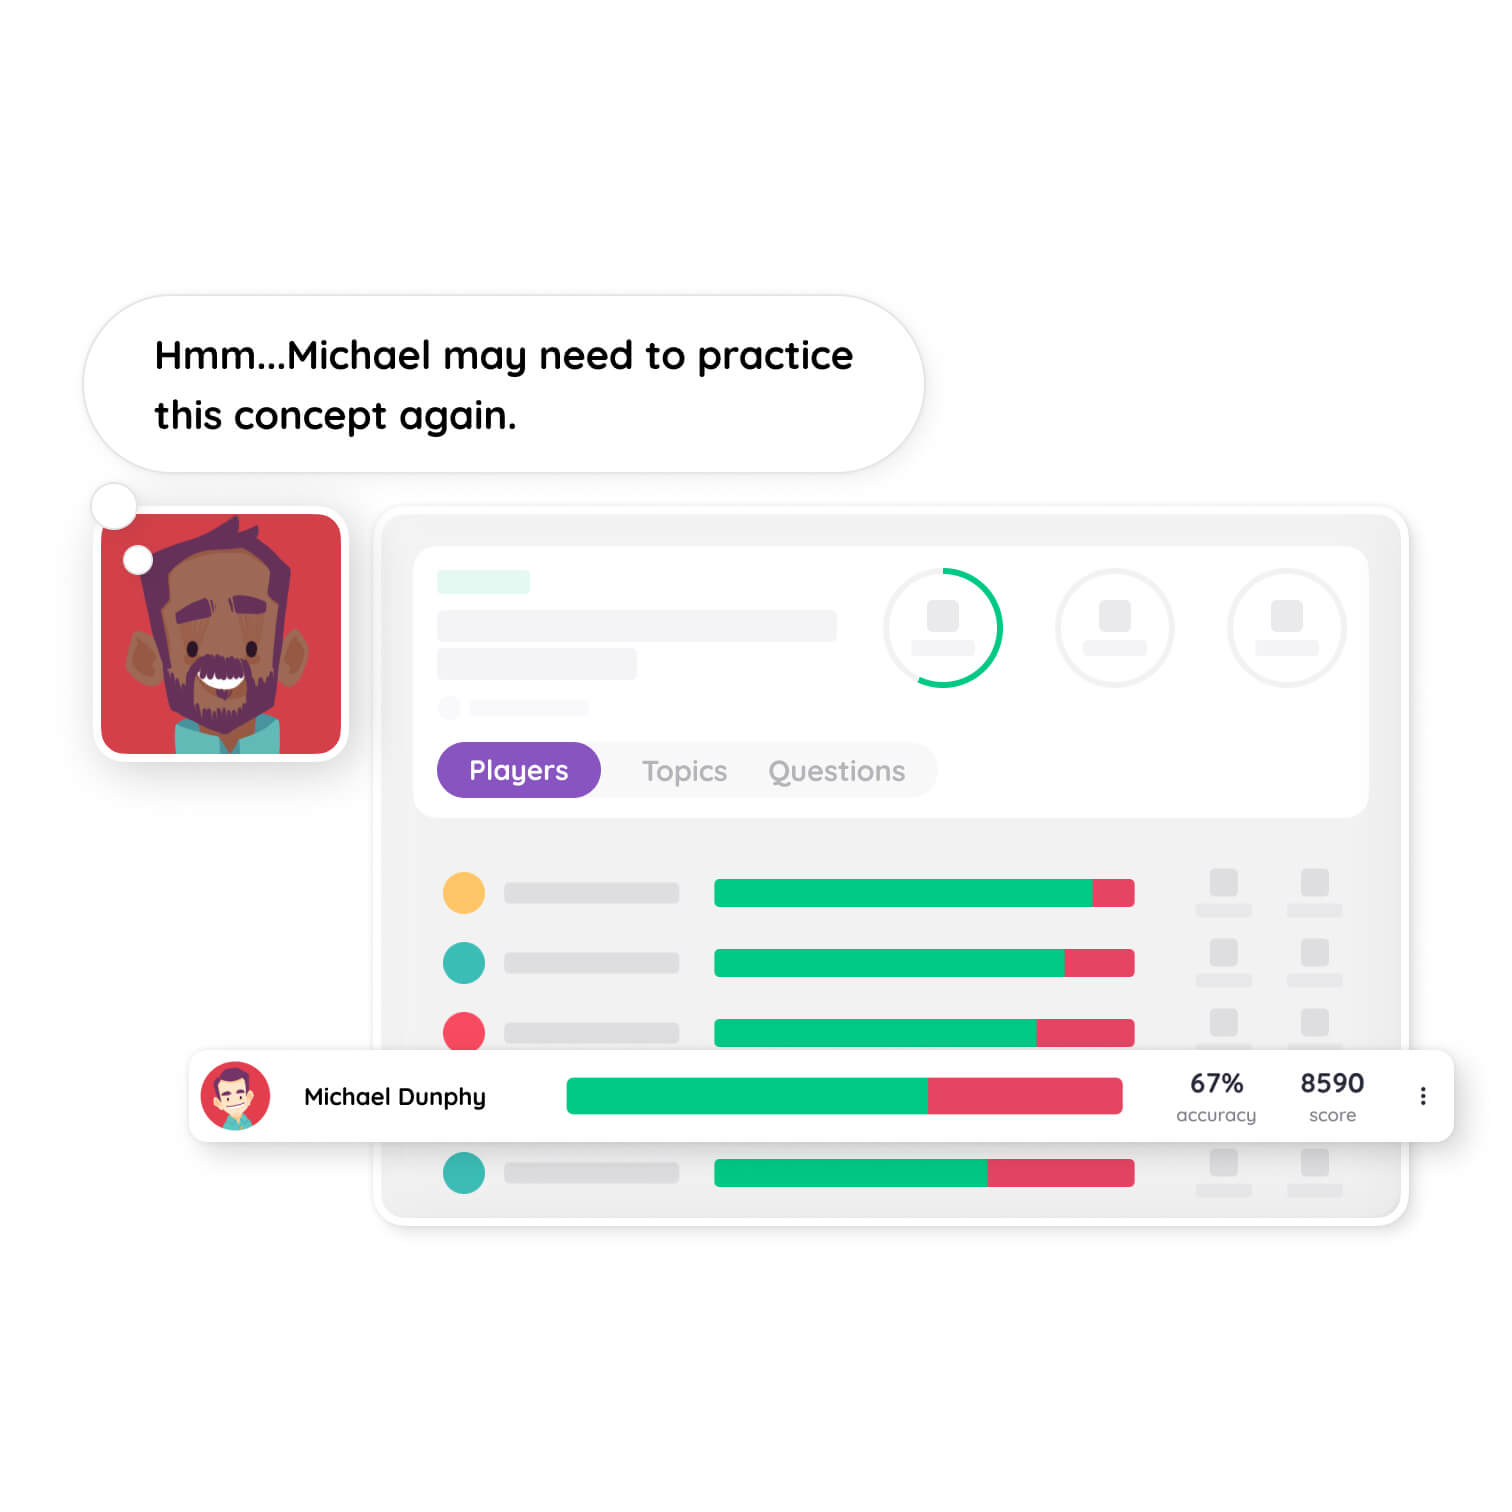 Hmm...Michael may need to practice
this concept again.
Players Topics Questions
Michael Dunphy 67% 8590
accuracy score